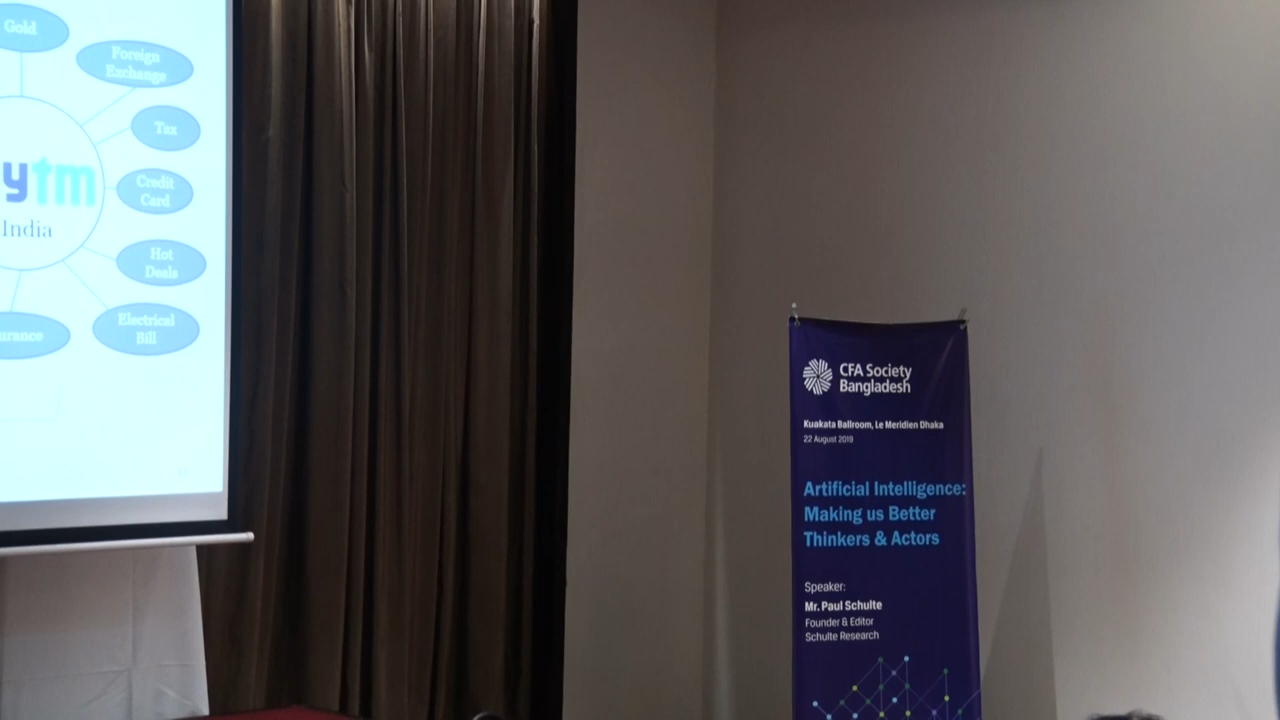 Gold
Foreign
Exchange
Tax
Credit
Card
ytm
India
Hot
Deals
Electrical
Bill
urance
CFA Society
Bangladesh
Kuakata Ballroom, Le Meridien Dhaka
22 August 2019
Artificial Intelligence:
Making us Better
Thinkers & Actors
Speaker:
Mr. Paul Schulte
Founder & Editor
Schulte Research